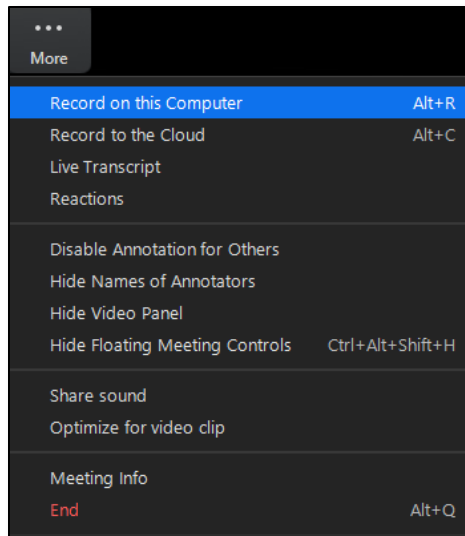 More
Record on this Computer Alt+R
Record to the Cloud Alt+C
Live Transcript
Reactions
Disable Annotation for Others
Hide Names of Annotators
Hide Video Panel
Hide Floating Meeting Controls Ctrl+Alt+Shift+H
Share sound
Optimize for video clip
Meeting Info
End Alt+Q